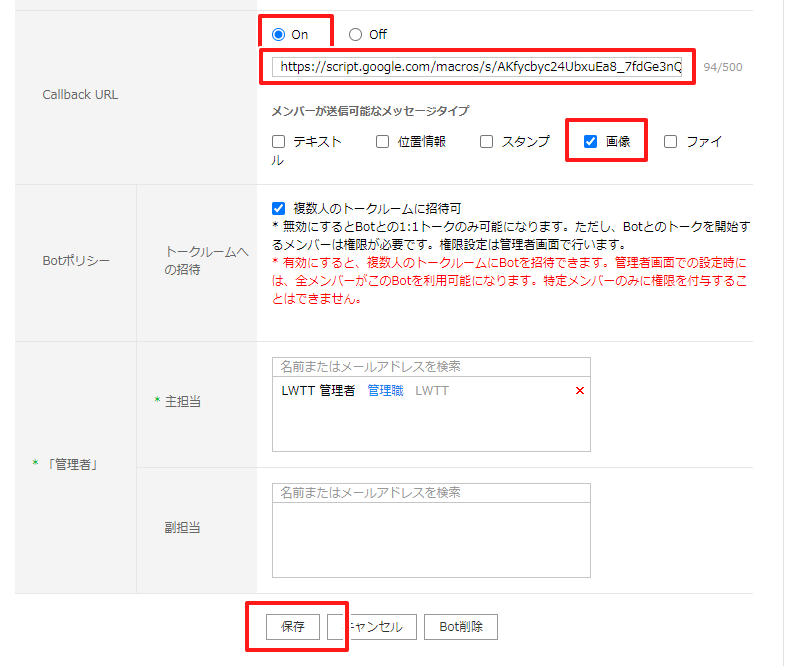 On Off
Callback URL
https://script.google.com/macros/s/AKfycbyc24UbxuEa8_7fdGe3nQ 94/500
メンバーが送信可能なメッセージタイプ
テキスト 位置情報 スタンプ 画像 ファイ
ル
Botポリシー
トークルームへ
の招待
複数人のトークルームに招待可
* 無効にするとBotとの1:1トークのみ可能になります。ただし、Botとのトークを開始す
るメンバーは権限が必要です。権限設定は管理者画面で行います。
* 有効にすると、複数人のトークルームにBotを招待できます。管理者画面での設定時に
は、全メンバーがこのBotを利用可能になります。特定メンバーのみに権限を付与するこ
とはできません。
* 「管理者」
* 主担当
名前またはメールアドレスを検索
LWTT 管理者 管理職 LWTT
副担当
名前またはメールアドレスを検索
保存 キャンセル Bot削除